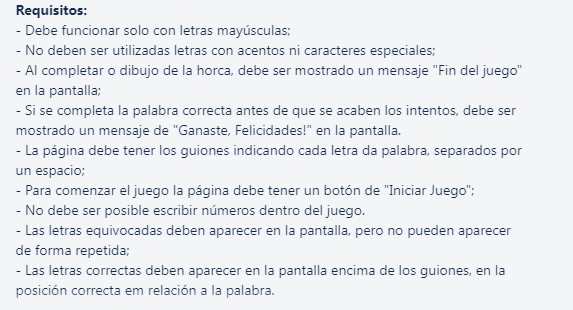 Requisitos:
- Debe funcionar solo con letras mayúsculas;
- No deben ser utilizadas letras con acentos ni caracteres especiales;
- Al completar o dibujo de la horca, debe ser mostrado un mensaje "Fin del juego"
en la pantalla;
- Si se completa la palabra correcta antes de que se acaben los intentos, debe ser
mostrado un mensaje de "Ganaste, Felicidades!" en la pantalla.
- La página debe tener los guiones indicando cada letra da palabra, separados por
un espacio;
- Para comenzar el juego la página debe tener un botón de "Iniciar Juego";
- No debe ser posible escribir números dentro del juego.
- Las letras equivocadas deben aparecer en la pantalla, pero no pueden aparecer
de forma repetida;
- Las letras correctas deben aparecer en la pantalla encima de los guiones, en la
posición correcta em relación a la palabra.